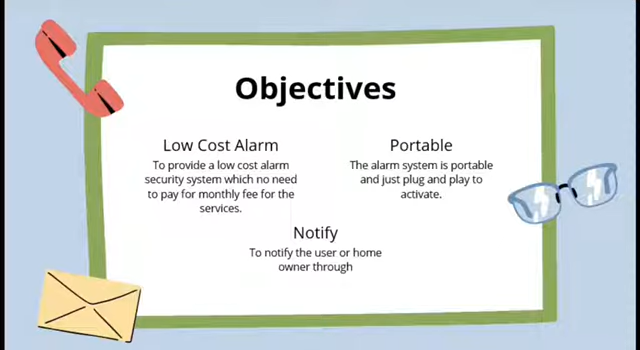 Objectives
Low Cost Alarm
To provide a low cost alarm
security system which no need
to pay for monthly fee for the
services.
Portable
The alarm system is portable
and just plug and play to
activate.
Notify
To notify the user or home
owner through